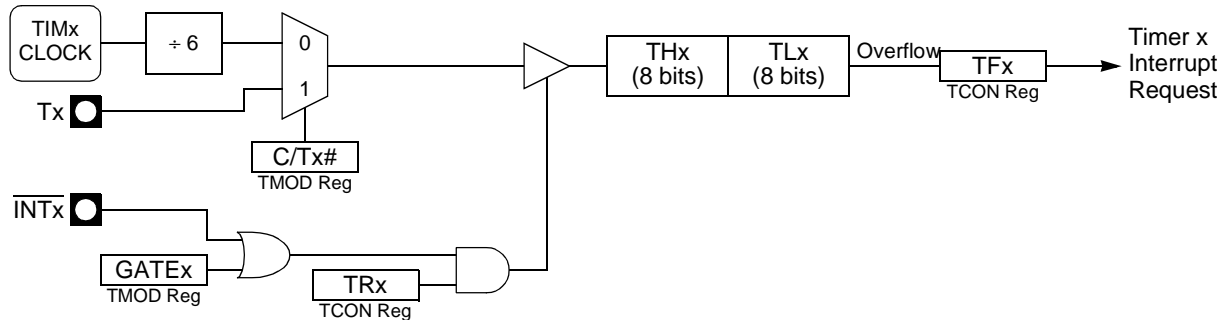 TIMx
CLOCK
÷ 6
0
1
Tx
C/Tx#
TMOD Reg
THx
(8 bits)
TLx
(8 bits)
Overflow
TFx
TCON Reg
Timer x
Interrupt
Request
INTx
GATEx
TMOD Reg
TRx
TCON Reg